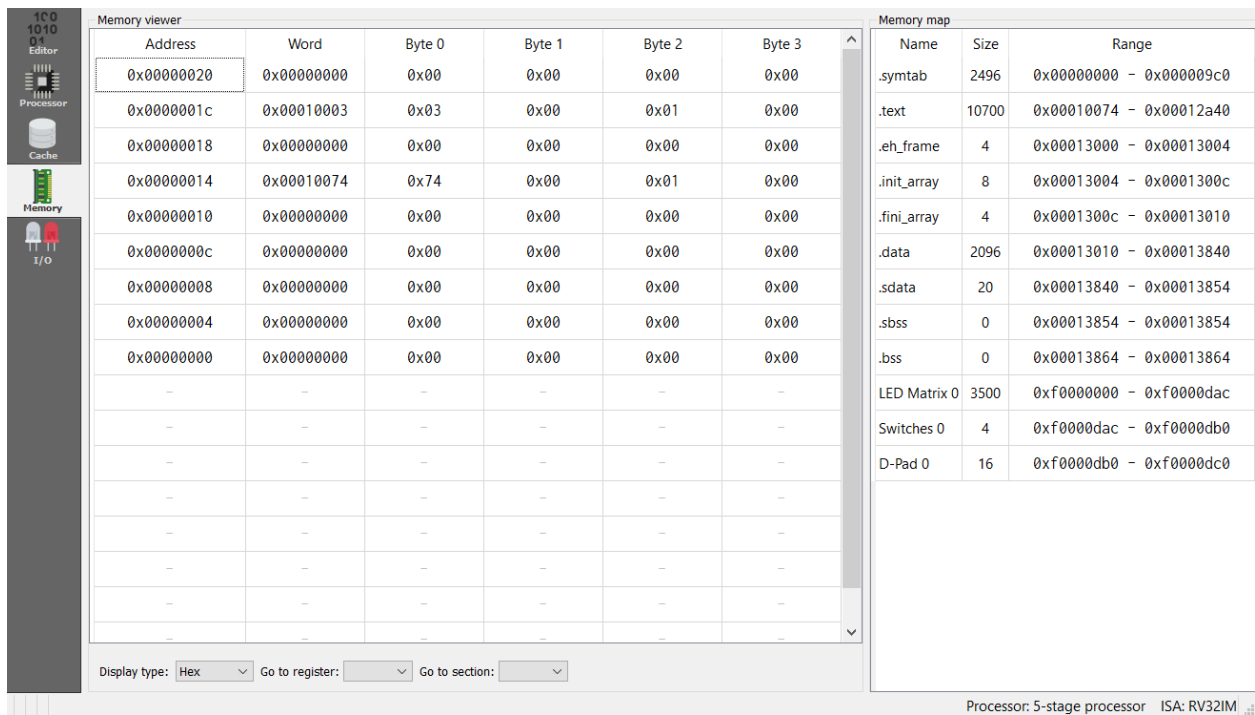 100
1010
01
Editor
Processor
Cache
Memory
I/O
Memory viewer
Address Word Byte 0 Byte 1 Byte 2 Byte 3
0x00000020 0x00000000 0x00 0x00 0x00 0x00
0x0000001c 0x00010003 0x03 0x00 0x01 0x00
0x00000018 0x00000000 0x00 0x00 0x00 0x00
0x00000014 0x00010074 0x74 0x00 0x01 0x00
0x00000010 0x00000000 0x00 0x00 0x00 0x00
0x0000000c 0x00000000 0x00 0x00 0x00 0x00
0x00000008 0x00000000 0x00 0x00 0x00 0x00
0x00000004 0x00000000 0x00 0x00 0x00 0x00
0x00000000 0x00000000 0x00 0x00 0x00 0x00
– – – – – –
– – – – – –
– – – – – –
– – – – – –
– – – – – –
– – – – – –
– – – – – –
– – – – – –
Display type: Hex Go to register: Go to section:
Memory map
Name Size Range
.symtab 2496 0x00000000 – 0x000009c0
.text 10700 0x00010074 – 0x00012a40
.eh_frame 4 0x00013000 – 0x00013004
.init_array 8 0x00013004 – 0x0001300c
.fini_array 4 0x0001300c – 0x00013010
.data 2096 0x00013010 – 0x00013840
.sdata 20 0x00013840 – 0x00013854
.sbss 0 0x00013854 – 0x00013854
.bss 0 0x00013864 – 0x00013864
LED Matrix 0 3500 0xf0000000 – 0xf0000dac
Switches 0 4 0xf0000dac – 0xf0000db0
D-Pad 0 16 0xf0000db0 – 0xf0000dc0
Processor: 5-stage processor ISA: RV32IM